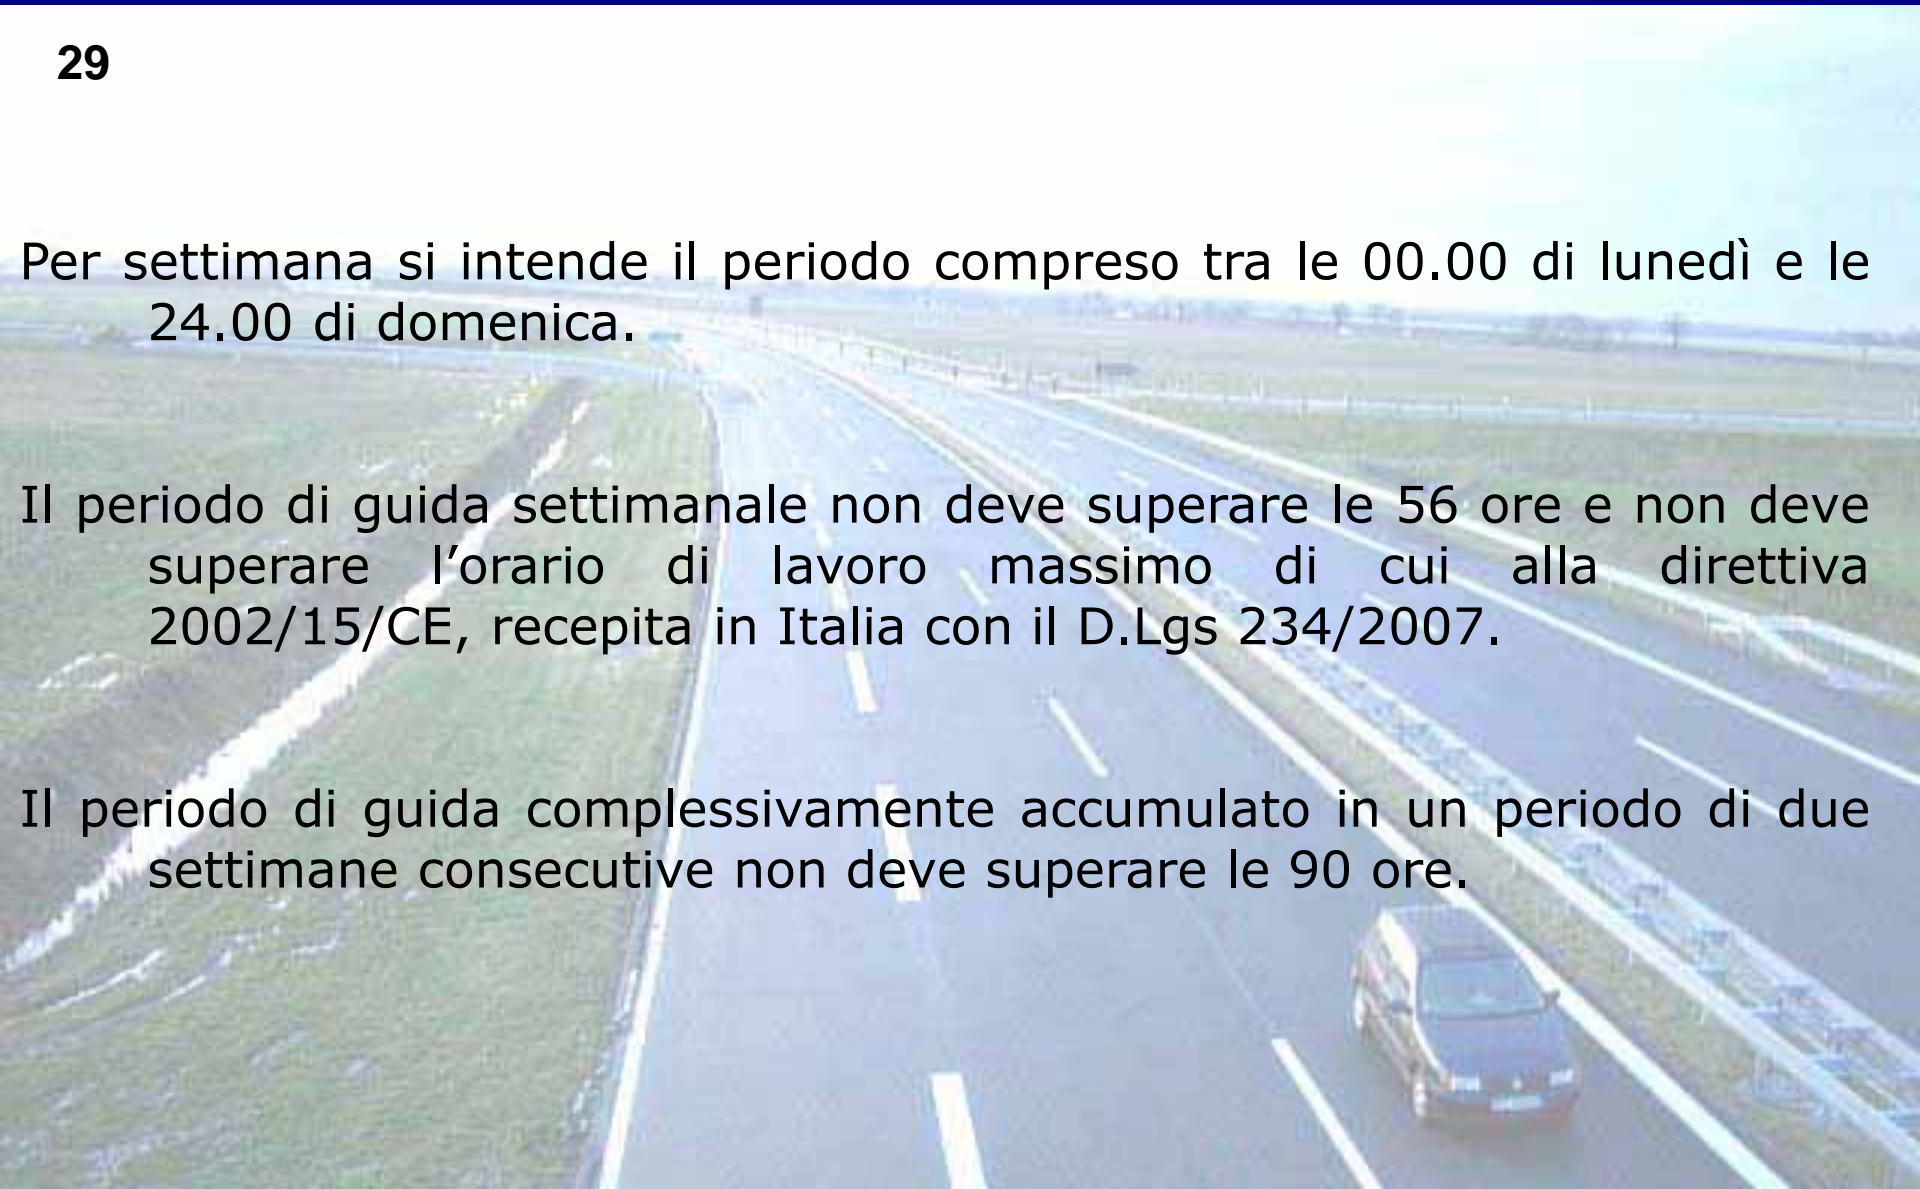 29
Per settimana si intende il periodo compreso tra le 00.00 di lunedì e le
24.00 di domenica.
Il periodo di guida settimanale non deve superare le 56 ore e non deve
superare l’orario di lavoro massimo di cui alla direttiva
2002/15/CE, recepita in Italia con il D.Lgs 234/2007.
Il periodo di guida complessivamente accumulato in un periodo di due
settimane consecutive non deve superare le 90 ore.